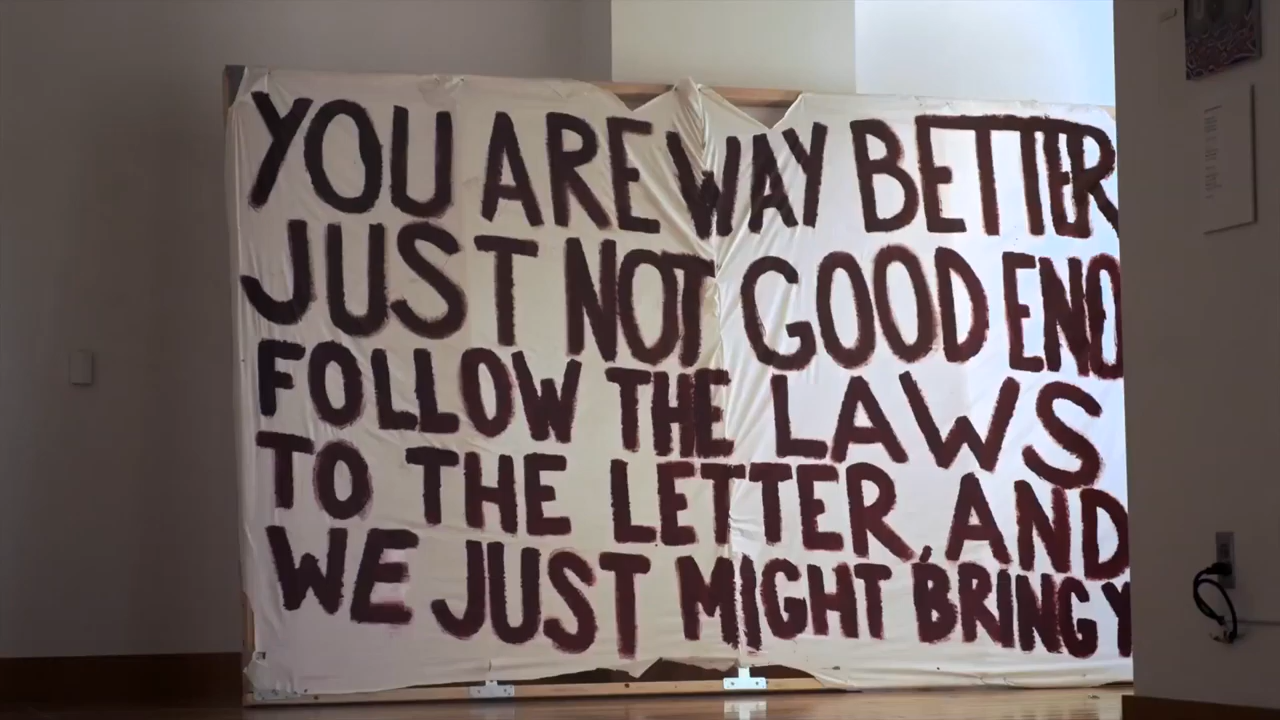 YOU ARE WAY BETTER
JUST NOT GOOD ENO
FOLLOW THE LAWS
TO THE LETTER, AND
WE JUST MIGHT BRING Y